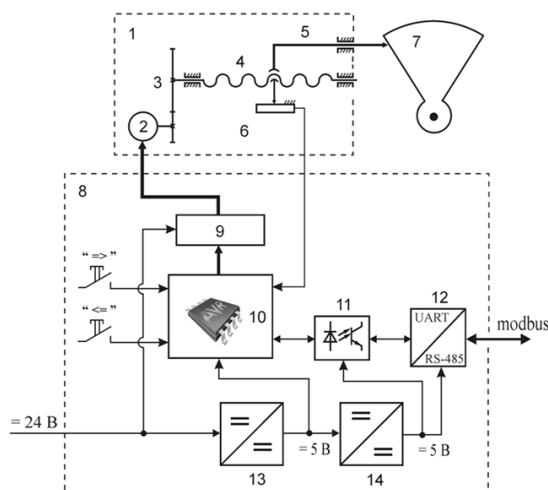 1
5
7
4
3
2
6
8
9
“ => ”
“ <= ”
AVR
10
11
12
UART
RS-485
modbus
= 24 В
= 5 В
= 5 В
13
14